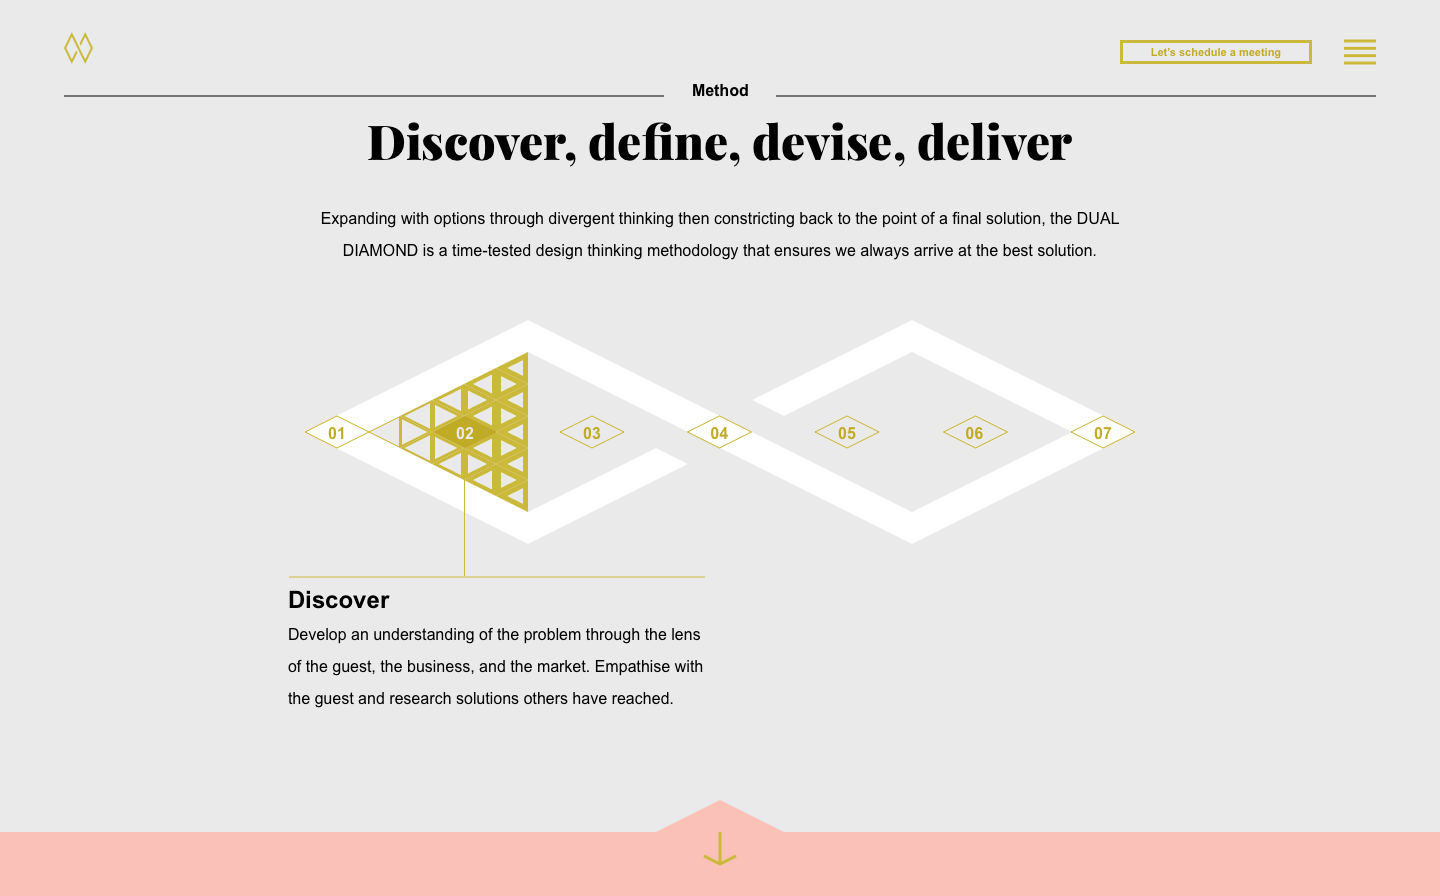 Let's schedule a meeting
Method
Discover, define, devise, deliver
Expanding with options through divergent thinking then constricting back to the point of a final solution, the DUAL
DIAMOND is a time-tested design thinking methodology that ensures we always arrive at the best solution.
01 02 03 04 05 06 07
Discover
Develop an understanding of the problem through the lens
of the guest, the business, and the market. Empathise with
the guest and research solutions others have reached.